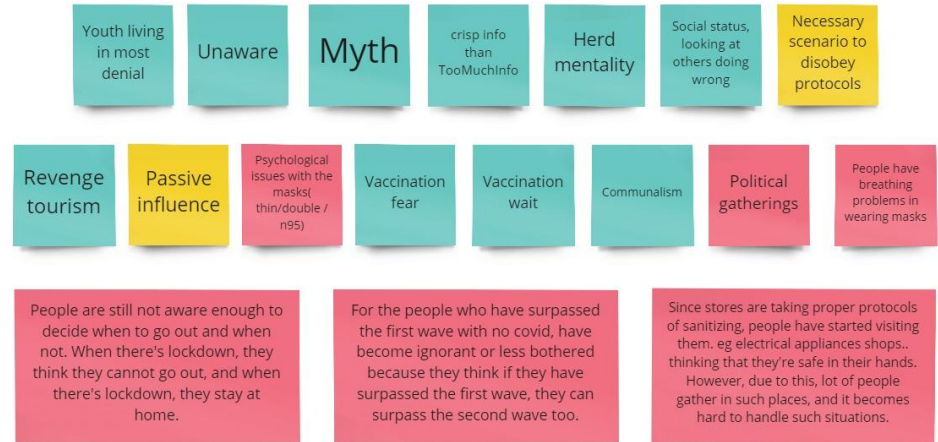 Youth living
in most
denial
Unaware
Myth
crisp info
than
TooMuchInfo
Herd
mentality
Social status,
looking at
others doing
wrong
Necessary
scenario to
disobey
protocols
Revenge
tourism
Passive
influence
Psychological
issues with the
masks(
thin/double /
n95)
Vaccination
fear
Vaccination
wait
Communalism
Political
gatherings
People have
breathing
problems in
wearing masks
People are still not aware enough to
decide when to go out and when
not. When there's lockdown, they
think they cannot go out, and when
there's lockdown, they stay at
home.
For the people who have surpassed
the first wave with no covid, have
become ignorant or less bothered
because they think if they have
surpassed the first wave, they can
surpass the second wave too.
Since stores are taking proper protocols
of sanitizing, people have started visiting
them. eg electrical appliances shops..
thinking that they're safe in their hands.
However, due to this, lot of people
gather in such places, and it becomes
hard to handle such situations.